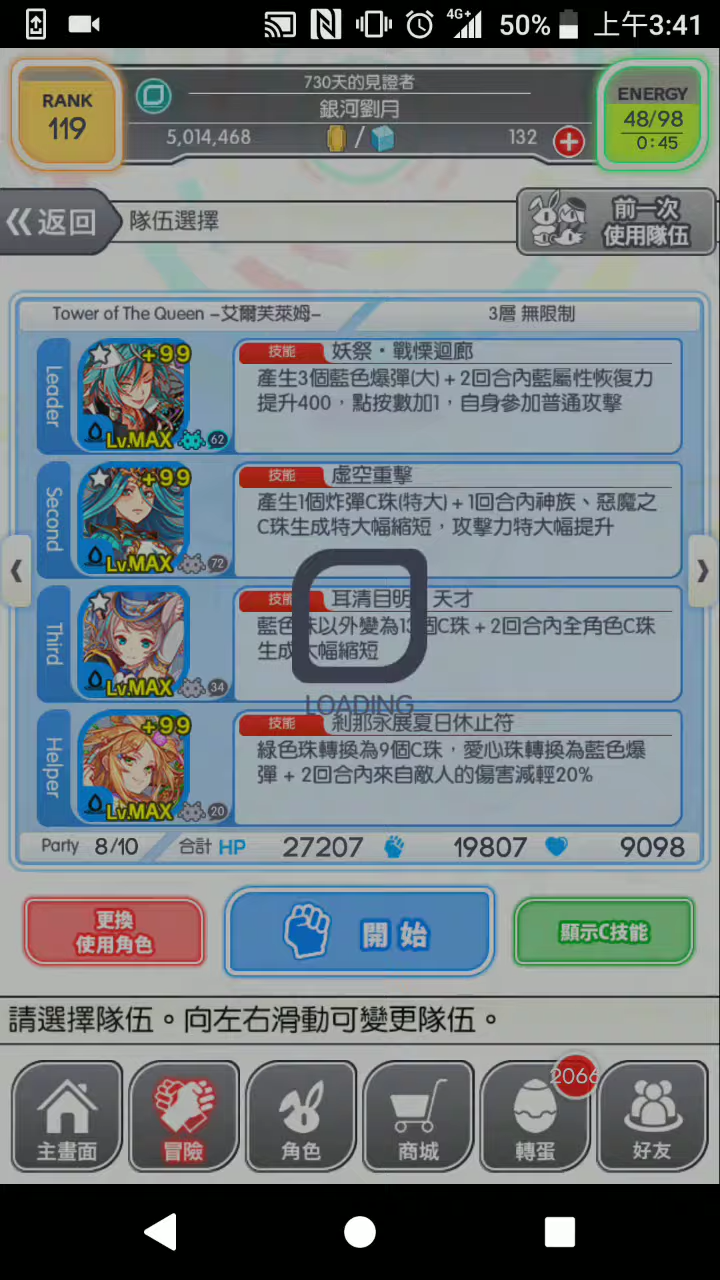 4G+ 50% 上午3:41
RANK
119
730天的見證者
銀河劉月
5,014,468 / 132
ENERGY
48/98
0:45
返回
隊伍選擇
前一次
使用隊伍
Tower of The Queen –艾爾芙萊姆– 3層 無限制
Leader
+99
Lv.MAX 62
技能 妖祭・戰慄迴廊
產生3個藍色爆彈(大)+2回合內藍屬性恢復力
提升400,點按數加1,自身參加普通攻擊
Second
+99
Lv.MAX 72
技能 虛空重擊
產生1個炸彈C珠(特大)+1回合內神族、惡魔之
C珠生成特大幅縮短,攻擊力特大幅提升
Third
Lv.MAX 34
技能 耳清目明 天才
藍色珠以外變為13個C珠+2回合內全角色C珠
生成大幅縮短
LOADING
Helper
+99
Lv.MAX 20
技能 剎那永展夏日休止符
綠色珠轉換為9個C珠,愛心珠轉換為藍色爆
彈+2回合內來自敵人的傷害減輕20%
Party 8/10 合計 HP 27207 19807 9098
更換
使用角色
開始
顯示C技能
請選擇隊伍。向左右滑動可變更隊伍。
2066
主畫面 冒險 角色 商城 轉蛋 好友